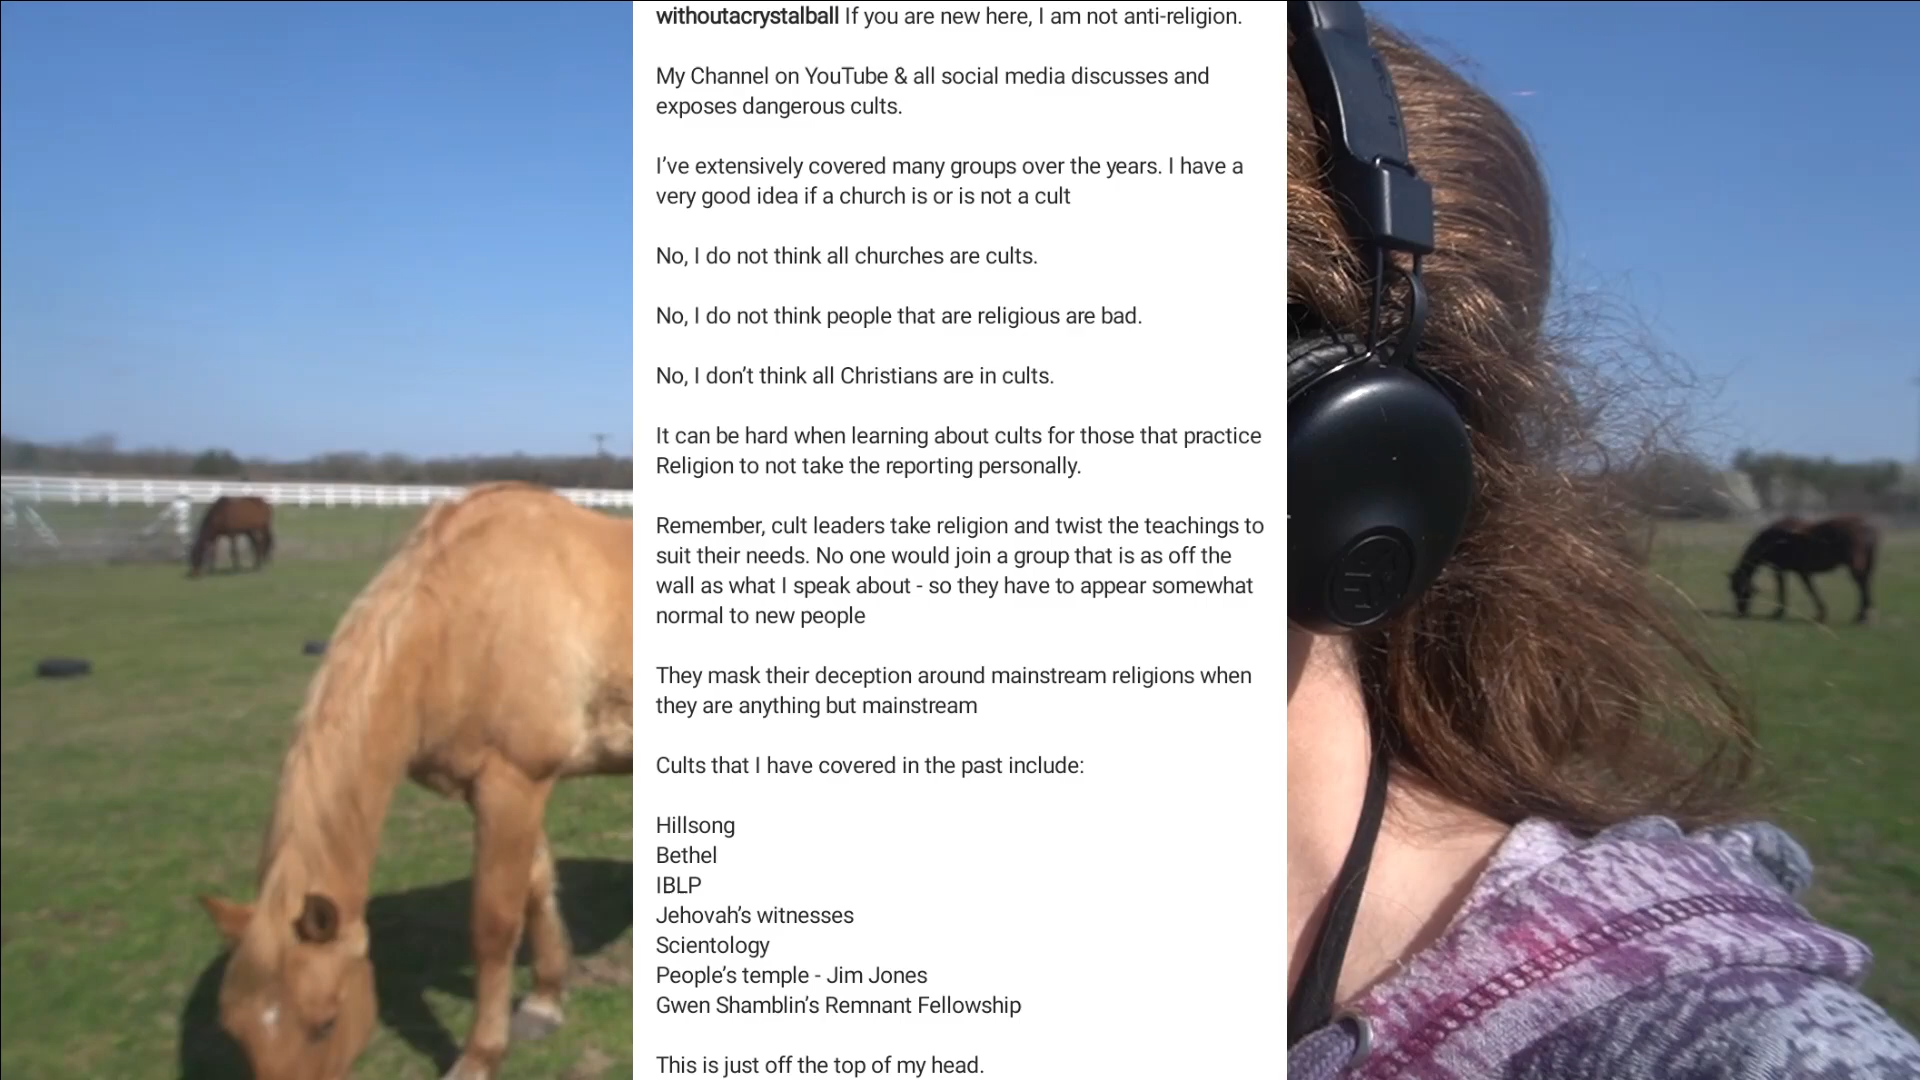 withoutacrystalball If you are new here, I am not anti-religion.
My Channel on YouTube & all social media discusses and
exposes dangerous cults.
I’ve extensively covered many groups over the years. I have a
very good idea if a church is or is not a cult
No, I do not think all churches are cults.
No, I do not think people that are religious are bad.
No, I don’t think all Christians are in cults.
It can be hard when learning about cults for those that practice
Religion to not take the reporting personally.
Remember, cult leaders take religion and twist the teachings to
suit their needs. No one would join a group that is as off the
wall as what I speak about - so they have to appear somewhat
normal to new people
They mask their deception around mainstream religions when
they are anything but mainstream
Cults that I have covered in the past include:
Hillsong
Bethel
IBLP
Jehovah’s witnesses
Scientology
People’s temple - Jim Jones
Gwen Shamblin’s Remnant Fellowship
This is just off the top of my head.